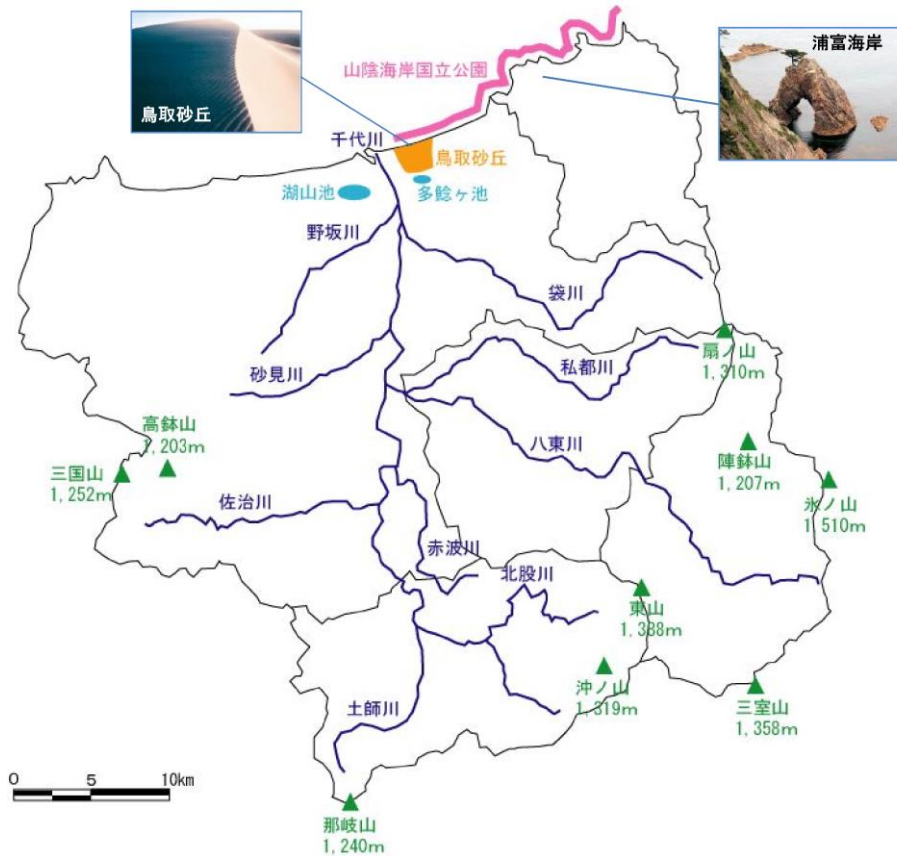 浦富海岸
山陰海岸国立公園
鳥取砂丘
千代川
鳥取砂丘
湖山池
多鯰ヶ池
野坂川
袋川
扇ノ山
1,310m
私都川
砂見川
高鉢山
1,203m
八東川
陣鉢山
1,207m
三国山
1,252m
氷ノ山
1,510m
佐治川
赤波川
北股川
東山
1,388m
沖ノ山
1,319m
三室山
1,358m
土師川
0 5 10km
那岐山
1,240m